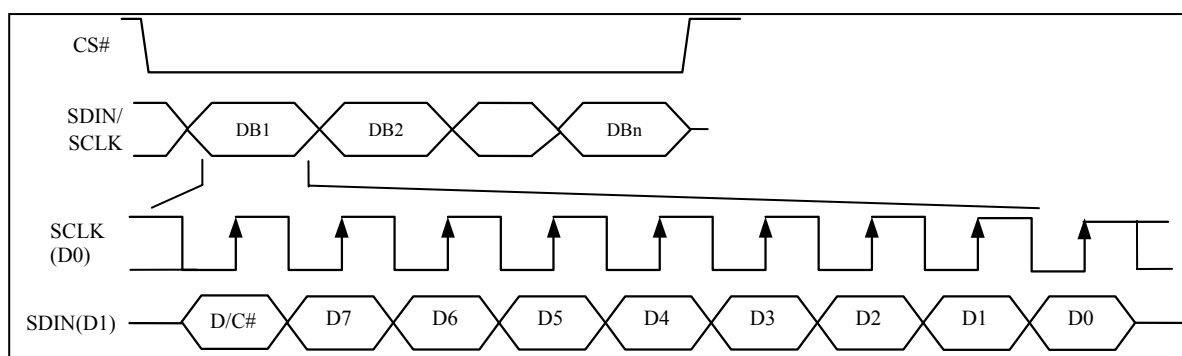 CS#
SDIN/
SCLK
DB1 DB2 DBn
SCLK
(D0)
SDIN(D1) D/C# D7 D6 D5 D4 D3 D2 D1 D0